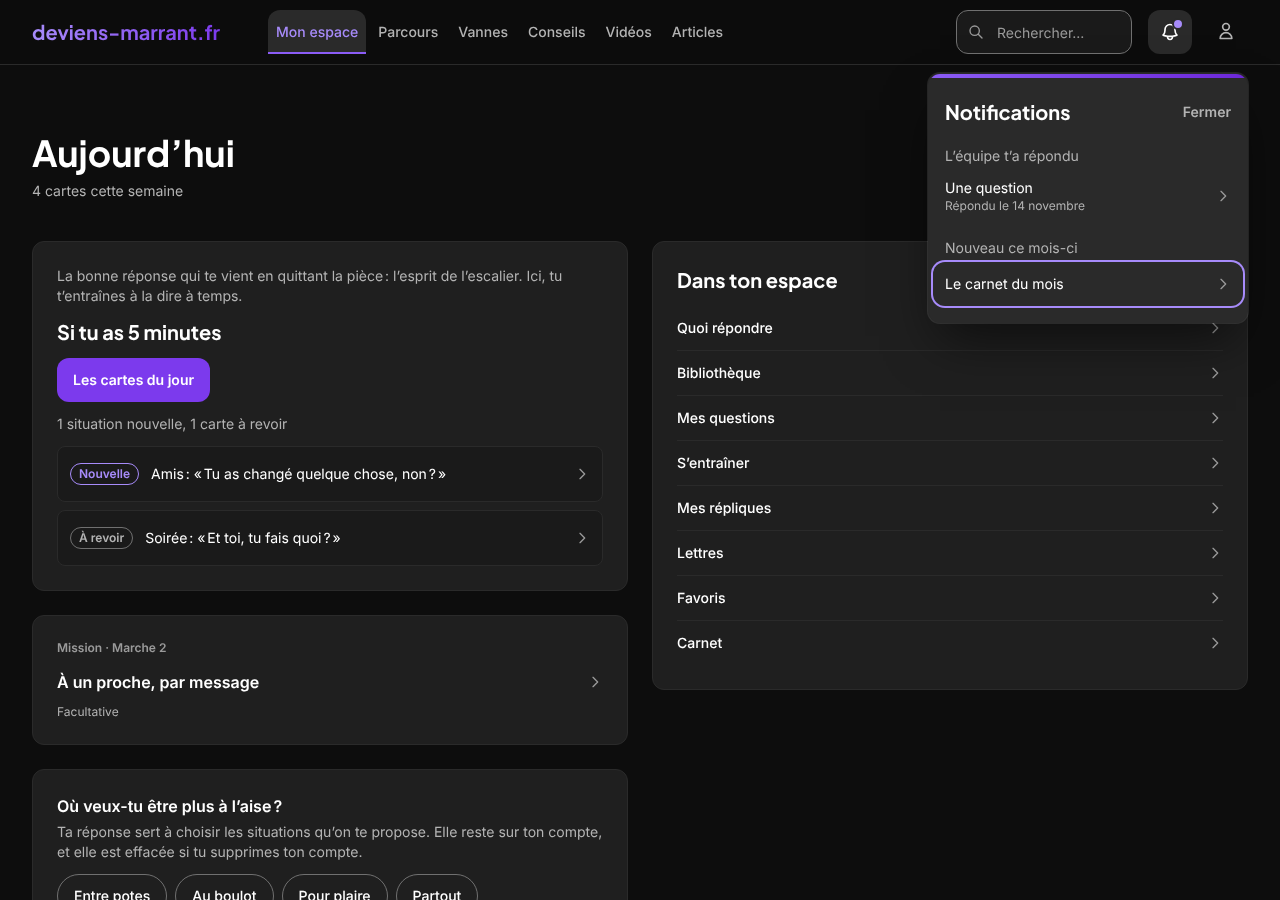 deviens-marrant.fr
Mon espace
Parcours
Vannes
Conseils
Vidéos
Articles
Rechercher…
Notifications
Fermer
L’équipe t’a répondu
Une question
Répondu le 14 novembre
Nouveau ce mois-ci
Le carnet du mois
Aujourd’hui
4 cartes cette semaine
La bonne réponse qui te vient en quittant la pièce : l’esprit de l’escalier. Ici, tu
t’entraînes à la dire à temps.
Si tu as 5 minutes
Les cartes du jour
1 situation nouvelle, 1 carte à revoir
Nouvelle
Amis : « Tu as changé quelque chose, non ? »
À revoir
Soirée : « Et toi, tu fais quoi ? »
Mission · Marche 2
À un proche, par message
Facultative
Où veux-tu être plus à l’aise ?
Ta réponse sert à choisir les situations qu’on te propose. Elle reste sur ton compte,
et elle est effacée si tu supprimes ton compte.
Entre potes
Au boulot
Pour plaire
Partout
Dans ton espace
Quoi répondre
Bibliothèque
Mes questions
S’entraîner
Mes répliques
Lettres
Favoris
Carnet